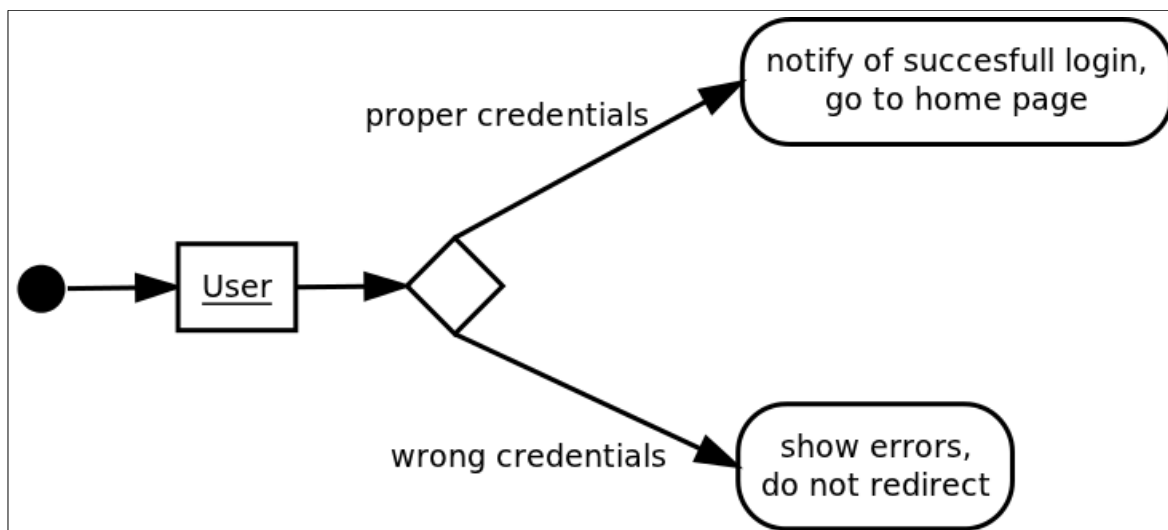 notify of succesfull login,
go to home page
proper credentials
User
wrong credentials
show errors,
do not redirect